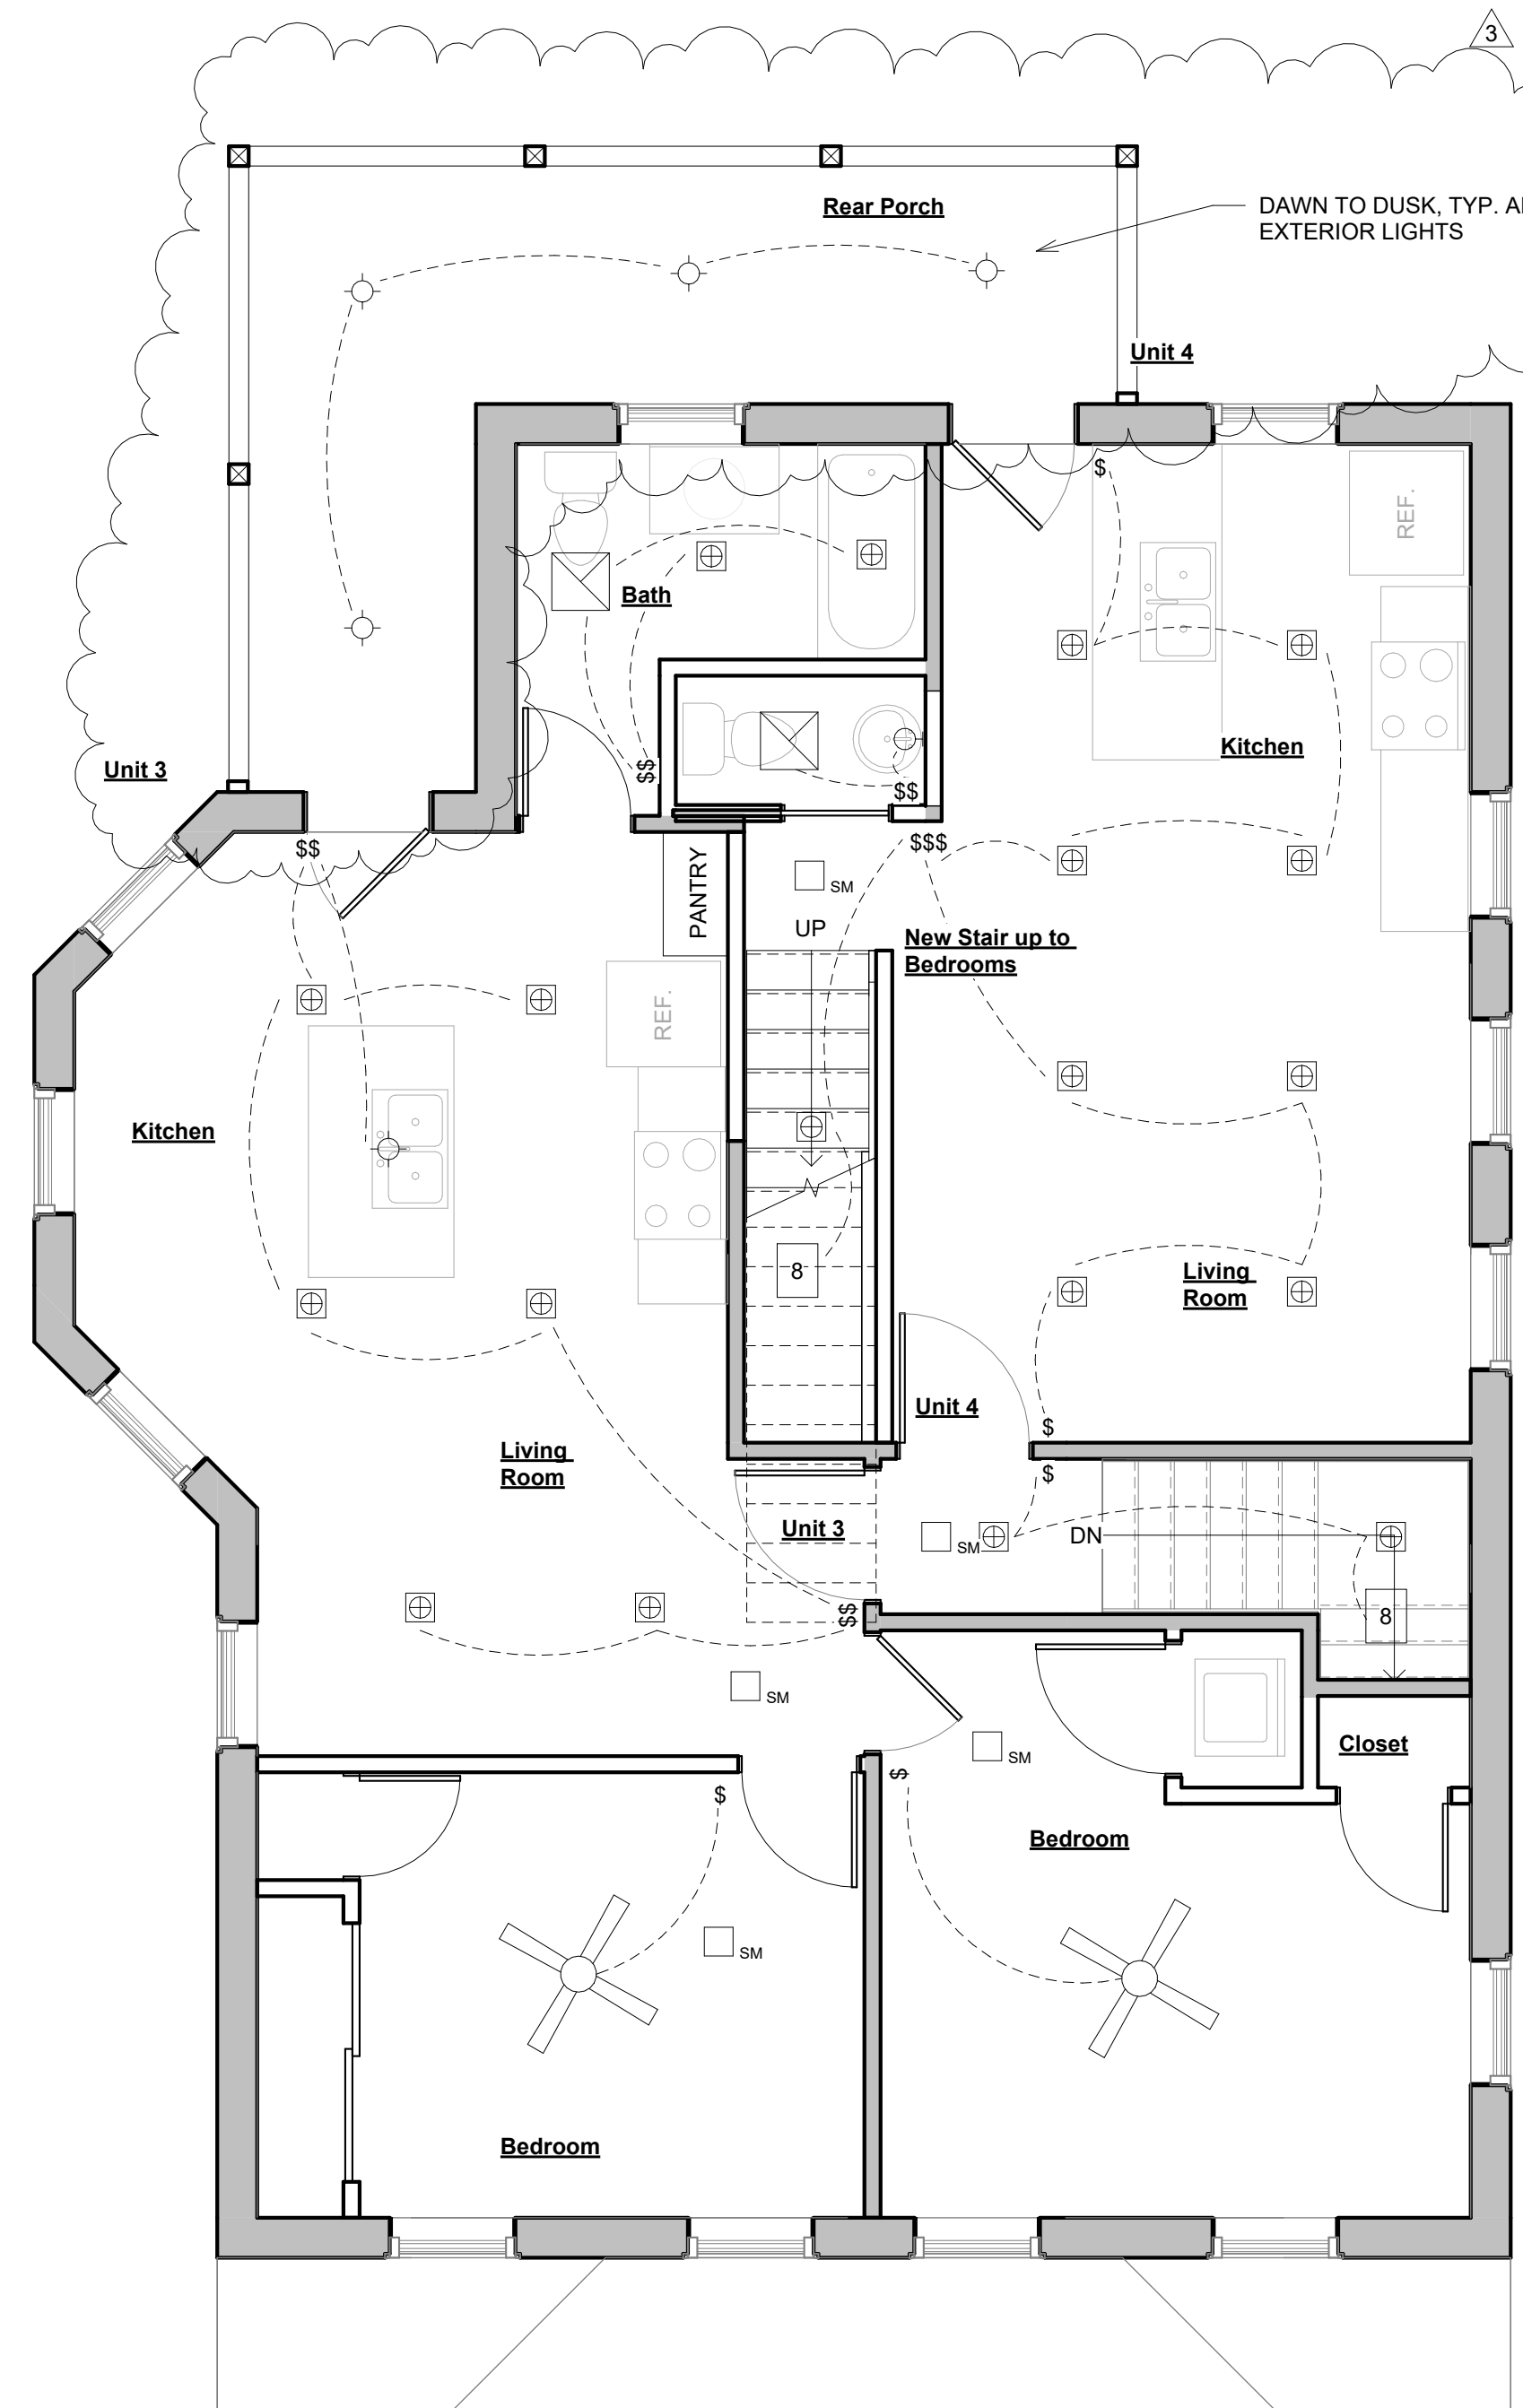 3
Rear Porch
DAWN TO DUSK, TYP.
EXTERIOR LIGHTS
Unit 4
$
REF.
Bath
Kitchen
Unit 3
$$
$$
$$
$$$
PANTRY
SM
UP
New Stair up to
Bedrooms
REF.
Kitchen
8
Living
Room
Unit 4
$
Living
Room
$
Unit 3
SM
DN
$$
8
SM
SM
Closet
$
$
Bedroom
SM
Bedroom